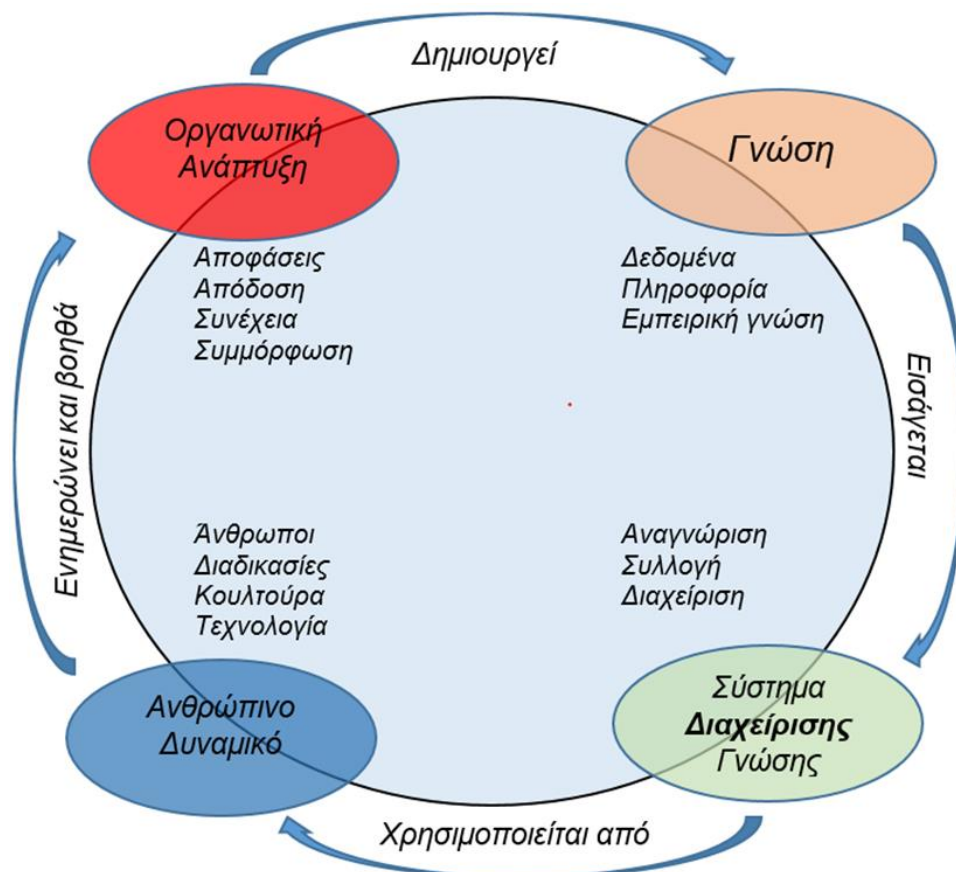 Δημιουργεί
Οργανωτική
Ανάπτυξη
Γνώση
Αποφάσεις
Απόδοση
Συνέχεια
Συμμόρφωση
Δεδομένα
Πληροφορία
Εμπειρική γνώση
Ενημερώνει και βοηθά
Εισάγεται
Άνθρωποι
Διαδικασίες
Κουλτούρα
Τεχνολογία
Αναγνώριση
Συλλογή
Διαχείριση
Ανθρώπινο
Δυναμικό
Σύστημα
Διαχείρισης
Γνώσης
Χρησιμοποιείται από